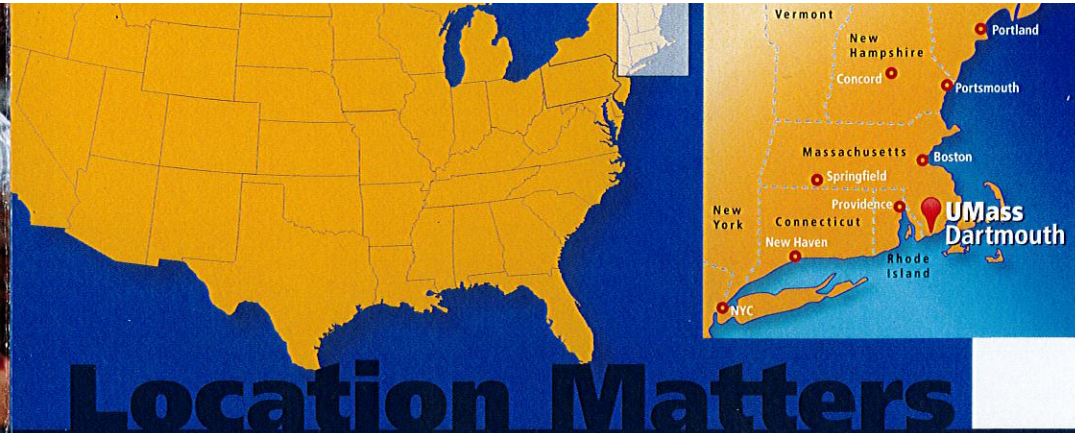 Vermont
Portland
New
Hampshire
Concord
Portsmouth
Massachusetts
Boston
Springfield
Providence
UMass
Dartmouth
New
York
Connecticut
New Haven
Rhode
Island
NYC
Location Matters